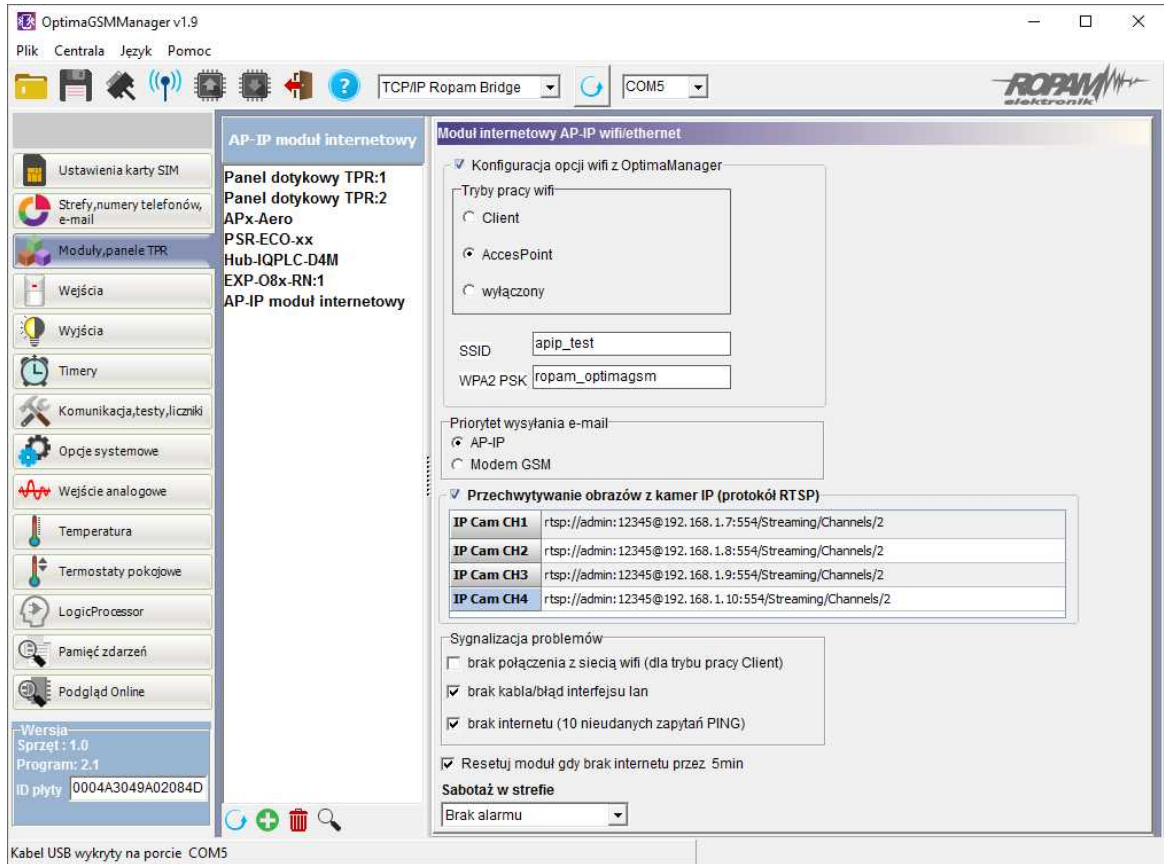 OptimaGSMManager v1.9
Plik Centrala Język Pomoc
TCP/IP Ropam Bridge
COM5
ROPAM
elektronik
Ustawienia karty SIM
Strefy,numery telefonów,
e-mail
Moduły,panele TPR
Wejścia
Wyjścia
Timery
Komunikacja,testy,liczniki
Opcje systemowe
Wejście analogowe
Temperatura
Termostaty pokojowe
LogicProcessor
Pamięć zdarzeń
Podgląd Online
Wersja
Sprzęt : 1.0
Program: 2.1
ID płyty 0004A3049A02084D
AP-IP moduł internetowy
Panel dotykowy TPR:1
Panel dotykowy TPR:2
APx-Aero
PSR-ECO-xx
Hub-IQPLC-D4M
EXP-O8x-RN:1
AP-IP moduł internetowy
Moduł internetowy AP-IP wifi/ethernet
Konfiguracja opcji wifi z OptimaManager
Tryby pracy wifi
Client
AccesPoint
wyłączony
SSID apip_test
WPA2 PSK ropam_optimagsm
Priorytet wysyłania e-mail
AP-IP
Modem GSM
Przechwytywanie obrazów z kamer IP (protokół RTSP)
IP Cam CH1 rtsp://admin:12345@192.168.1.7:554/Streaming/Channels/2
IP Cam CH2 rtsp://admin:12345@192.168.1.8:554/Streaming/Channels/2
IP Cam CH3 rtsp://admin:12345@192.168.1.9:554/Streaming/Channels/2
IP Cam CH4 rtsp://admin:12345@192.168.1.10:554/Streaming/Channels/2
Sygnalizacja problemów
brak połączenia z siecią wifi (dla trybu pracy Client)
brak kabla/błąd interfejsu lan
brak internetu (10 nieudanych zapytań PING)
Resetuj moduł gdy brak internetu przez 5min
Sabotaż w strefie
Brak alarmu
Kabel USB wykryty na porcie COM5